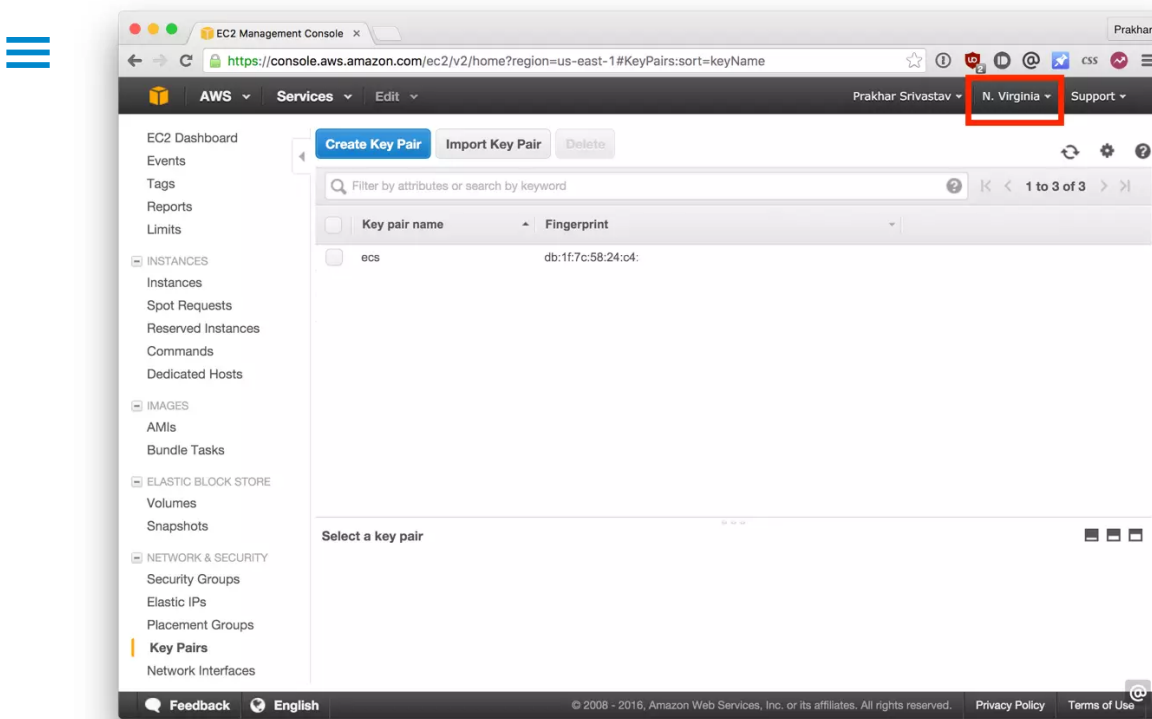 EC2 Management Console
Prakhar
https://console.aws.amazon.com/ec2/v2/home?region=us-east-1#KeyPairs:sort=keyName
css
AWS Services Edit Prakhar Srivastav N. Virginia Support
EC2 Dashboard
Events
Tags
Reports
Limits
INSTANCES
Instances
Spot Requests
Reserved Instances
Commands
Dedicated Hosts
IMAGES
AMIs
Bundle Tasks
ELASTIC BLOCK STORE
Volumes
Snapshots
NETWORK & SECURITY
Security Groups
Elastic IPs
Placement Groups
Key Pairs
Network Interfaces
Create Key Pair Import Key Pair Delete
Filter by attributes or search by keyword
1 to 3 of 3
Key pair name Fingerprint
ecs db:1f:7c:58:24:c4:
Select a key pair
Feedback English © 2008 - 2016, Amazon Web Services, Inc. or its affiliates. All rights reserved. Privacy Policy Terms of Use